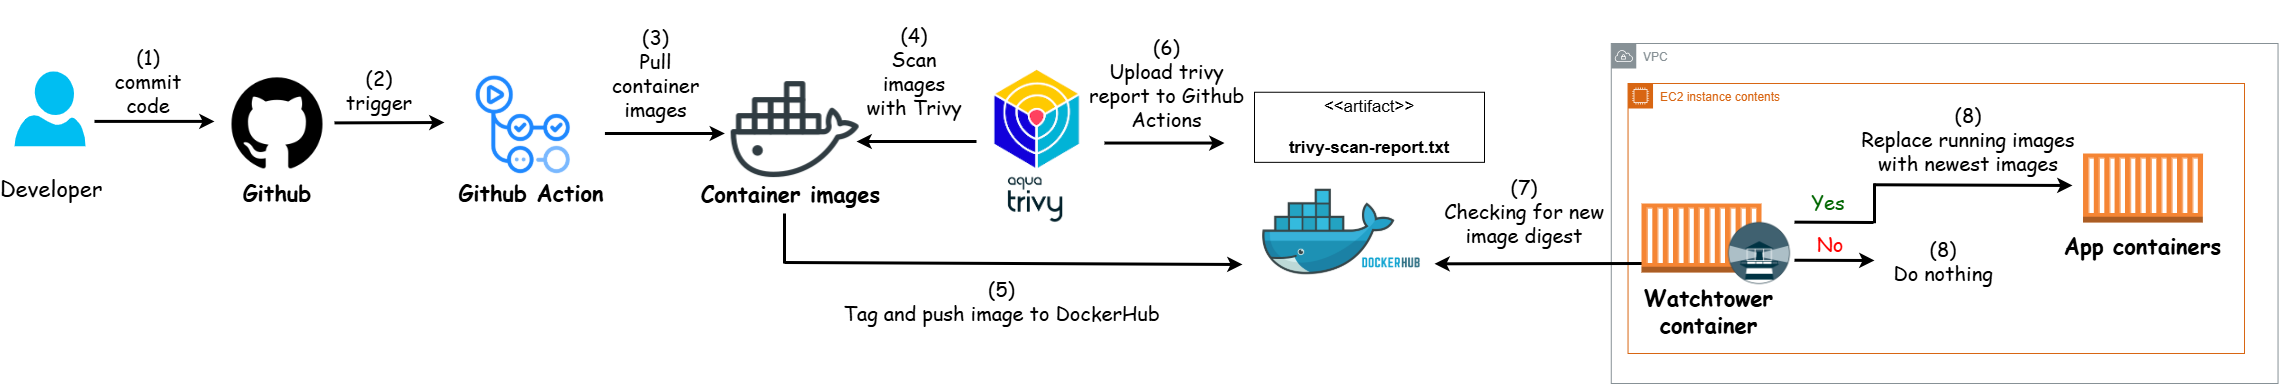 Developer
(1)
commit
code
Github
(2)
trigger
Github Action
(3)
Pull
container
images
Container images
(4)
Scan
images
with Trivy
aqua
trivy
(5)
Tag and push image to DockerHub
(6)
Upload trivy
report to Github
Actions
<<artifact>>
trivy-scan-report.txt
DOCKERHUB
(7)
Checking for new
image digest
VPC
EC2 instance contents
Watchtower
container
Yes
No
(8)
Replace running images
with newest images
(8)
Do nothing
App containers